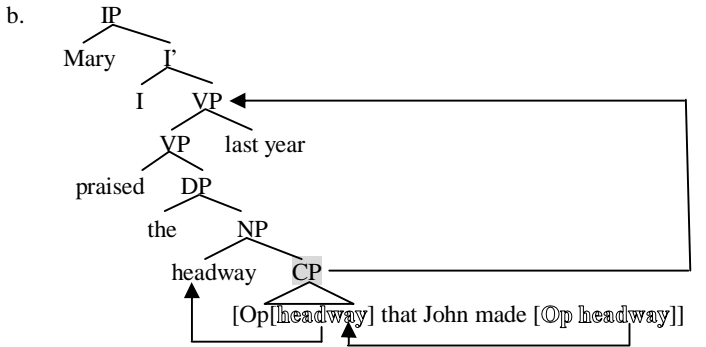 b. IP
Mary I’
I VP
VP last year
praised DP
the NP
headway CP
[Op[headway] that John made [Op headway]]